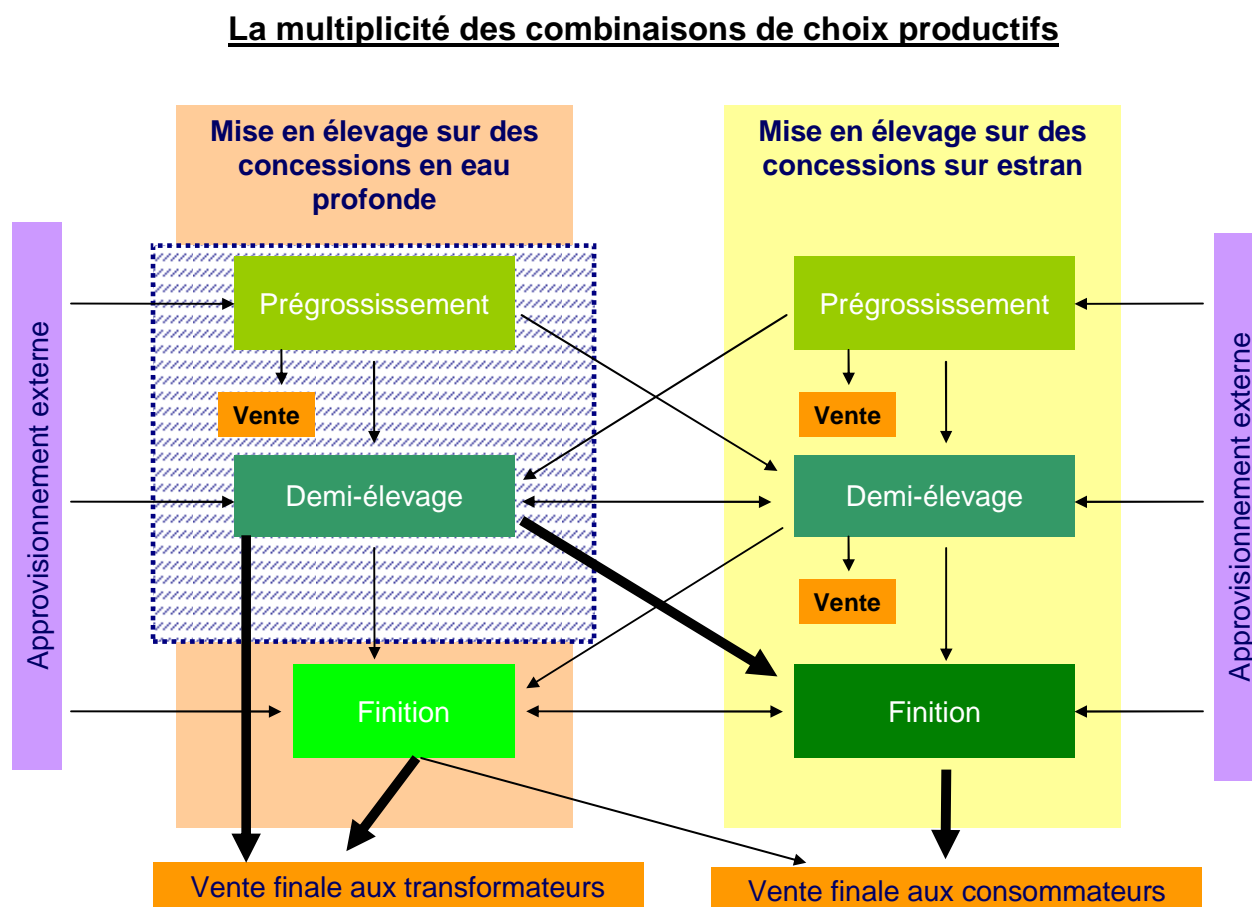 La multiplicité des combinaisons de choix productifs
Mise en élevage sur des
concessions en eau
profonde
Mise en élevage sur des
concessions sur estran
Approvisionnement externe
Prégrossissement
Vente
Demi-élevage
Finition
Prégrossissement
Vente
Demi-élevage
Vente
Finition
Approvisionnement externe
Vente finale aux transformateurs
Vente finale aux consommateurs